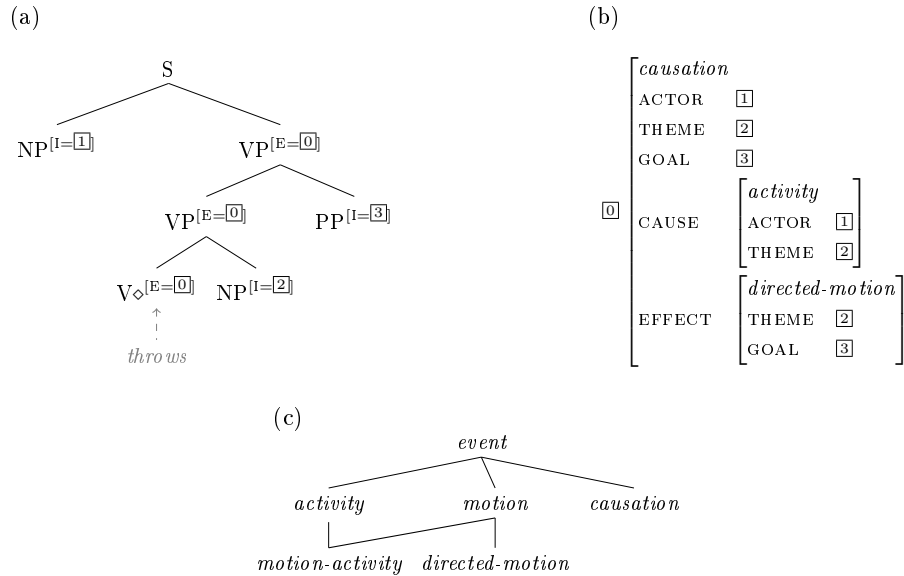 (a)
S
NP[I=1] VP[E=0]
VP[E=0] PP[I=3]
V◇[E=0] NP[I=2]
throws
(b)
0
causation
ACTOR 1
THEME 2
GOAL 3
CAUSE
activity
ACTOR 1
THEME 2
EFFECT
directed-motion
THEME 2
GOAL 3
(c)
event
activity motion causation
motion-activity directed-motion